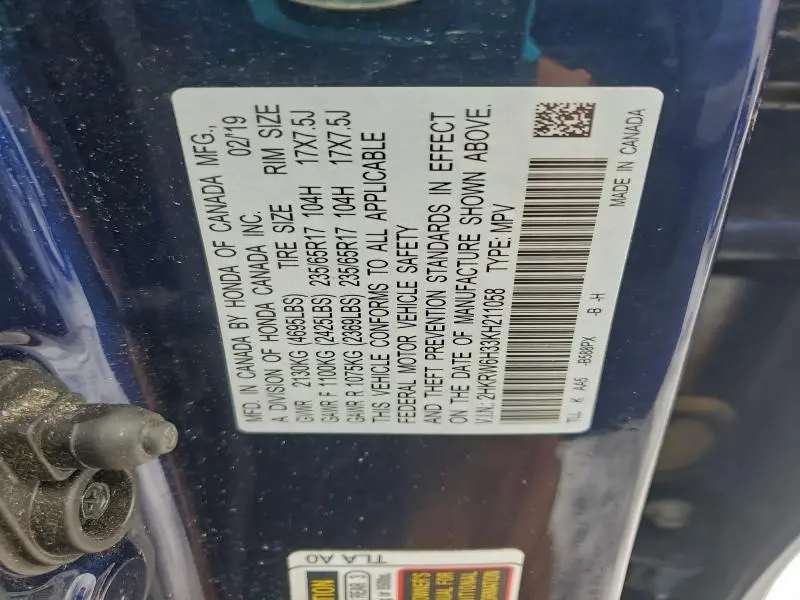 MFD. IN CANADA BY HONDA OF CANADA MFG.,
A DIVISION OF HONDA CANADA INC. 02/19
TIRE SIZE RIM SIZE
GVWR 2130KG (4695LBS)
GAWR F 1100KG (2425LBS) 235/65R17 104H 17X7.5J
GAWR R 1075KG (2369LBS) 235/65R17 104H 17X7.5J
THIS VEHICLE CONFORMS TO ALL APPLICABLE
FEDERAL MOTOR VEHICLE SAFETY
AND THEFT PREVENTION STANDARDS IN EFFECT
ON THE DATE OF MANUFACTURE SHOWN ABOVE.
V.I.N.: 2HKRW6H33KH211058 TYPE: MPV
TLL K AA5 -B588PX -B -H
MADE IN CANADA
TLA A0
REAR